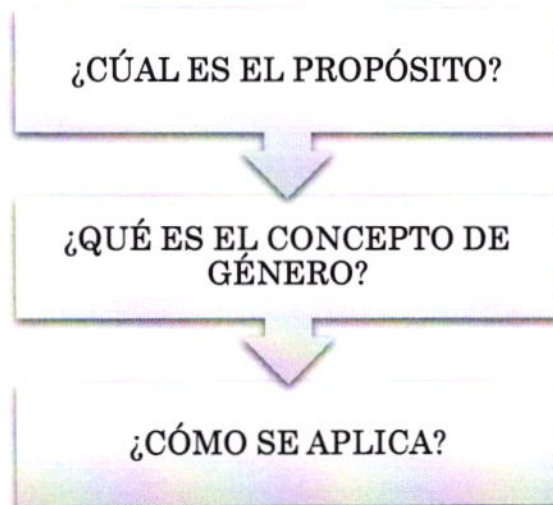 ¿CÚAL ES EL PROPÓSITO?
¿QUÉ ES EL CONCEPTO DE
GÉNERO?
¿CÓMO SE APLICA?